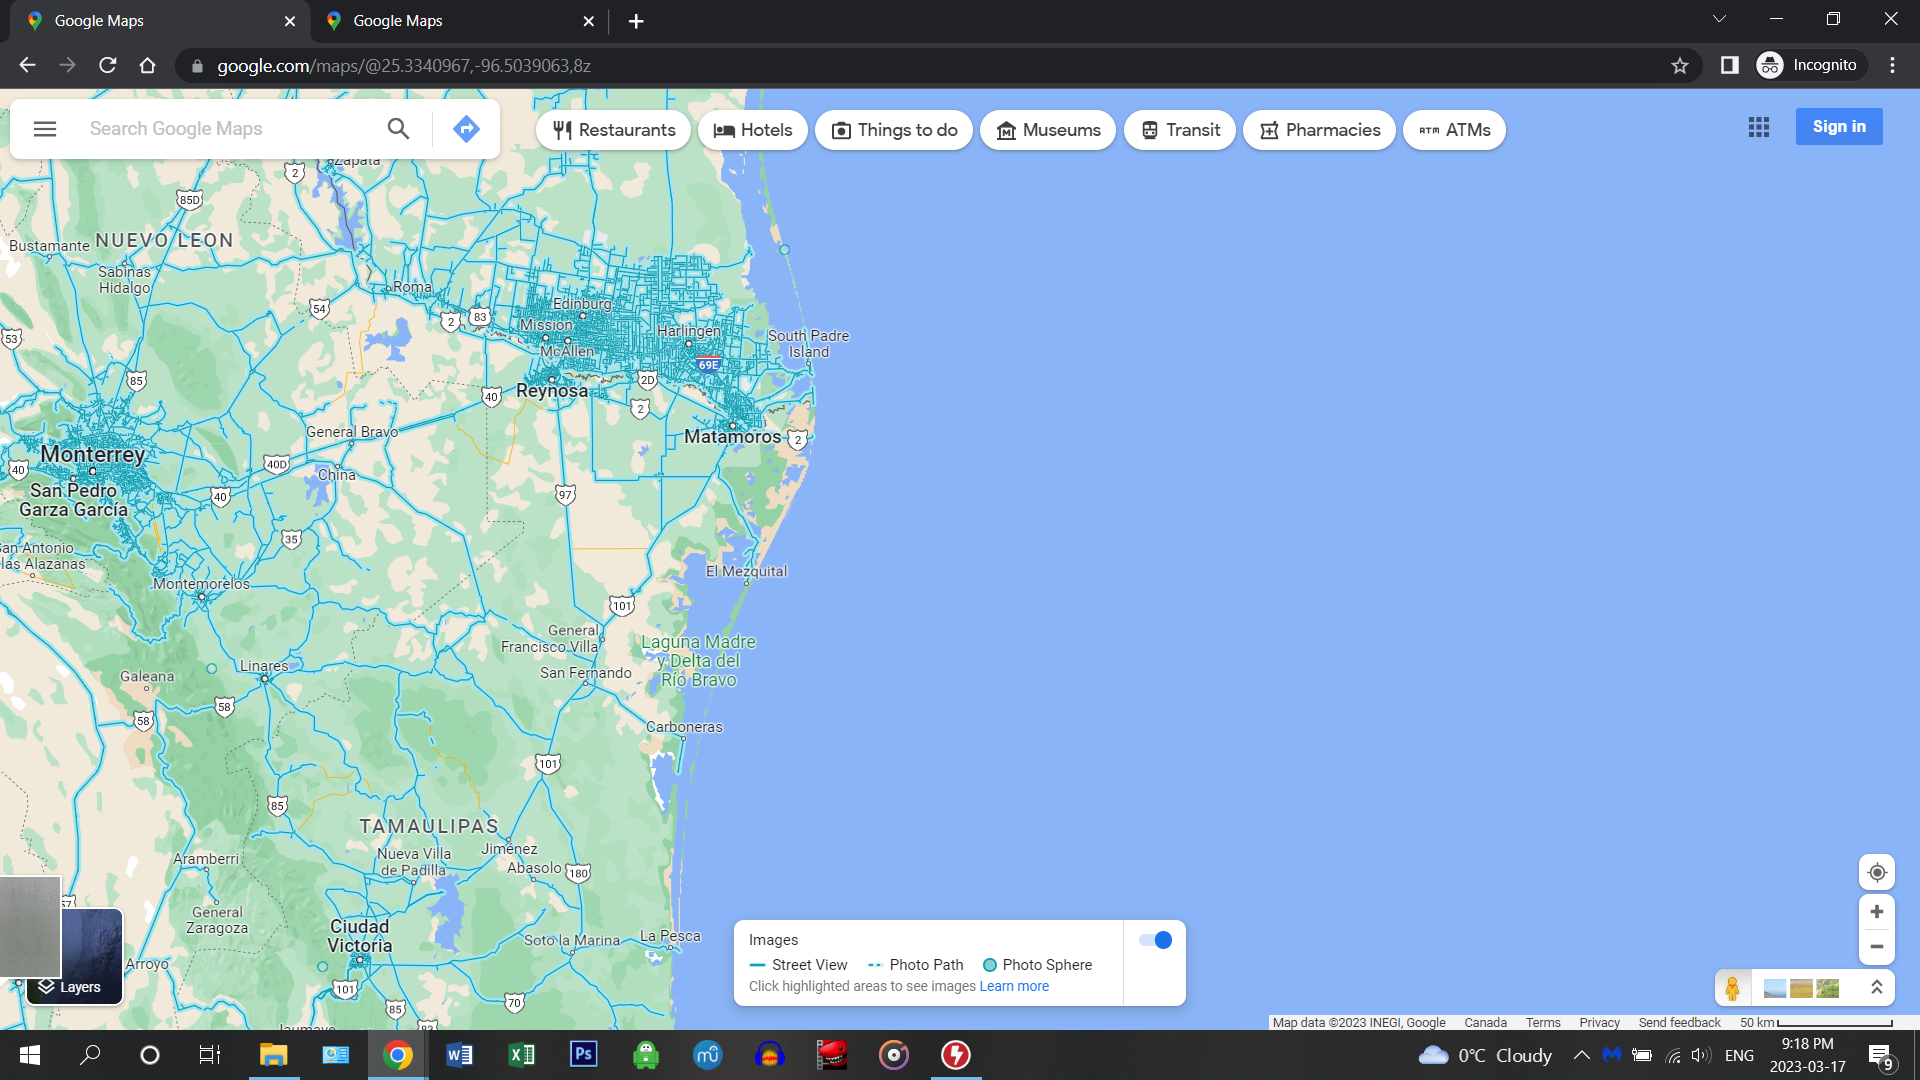 Google Maps
Google Maps
google.com/maps/@25.3340967,-96.5039063,8z
Incognito
Search Google Maps
Restaurants
Hotels
Things to do
Museums
Transit
Pharmacies
ATM ATMs
Sign in
Zapata
2
85D
NUEVO LEON
Bustamante
Sabinas
Hidalgo
Roma
54
2
83
Edinburg
Mission
McAllen
Harlingen
South Padre
Island
53
69E
85
Reynosa
2D
40
2
General Bravo
Matamoros
2
Monterrey
40
40D
China
San Pedro
Garza García
40
97
35
San Antonio
las Alazanas
El Mezquital
Montemorelos
101
General
Francisco Villa
Laguna Madre
y Delta del
Río Bravo
Linares
Galeana
San Fernando
58
58
Carboneras
101
85
TAMAULIPAS
Jiménez
Nueva Villa
de Padilla
Aramberri
Abasolo
180
57
General
Zaragoza
Ciudad
Victoria
Soto la Marina
La Pesca
Arroyo
Layers
101
85
70
83
Jaumave
Images
Street View
Photo Path
Photo Sphere
Click highlighted areas to see images Learn more
Map data ©2023 INEGI, Google
Canada
Terms
Privacy
Send feedback
50 km
W
X
Ps
0°C Cloudy
ENG
9:18 PM
2023-03-17
9